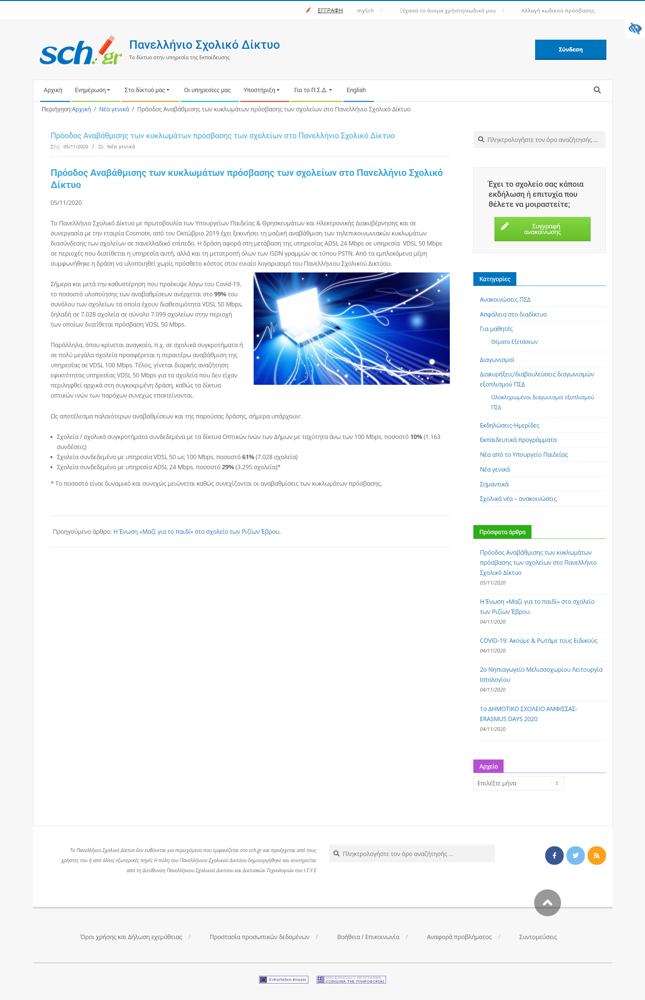 ΕΓΓΡΑΦΗ mySch / Ξέχασα το όνομα χρήστη/κωδικό μου / Αλλαγή κωδικού πρόσβασης
sch.gr
Πανελλήνιο Σχολικό Δίκτυο
Το δίκτυο στην υπηρεσία της Εκπαίδευσης
Σύνδεση
Αρχική Ενημέρωση Στο δίκτυό μας Οι υπηρεσίες μας Υποστήριξη Για το Π.Σ.Δ. English
Περιήγηση:Αρχική / Νέα γενικά / Πρόοδος Αναβάθμισης των κυκλωμάτων πρόσβασης των σχολείων στο Πανελλήνιο Σχολικό Δίκτυο
Πρόοδος Αναβάθμισης των κυκλωμάτων πρόσβασης των σχολείων στο Πανελλήνιο Σχολικό Δίκτυο
Στις: 05/11/2020 / Σε: Νέα γενικά
Πρόοδος Αναβάθμισης των κυκλωμάτων πρόσβασης των σχολείων στο Πανελλήνιο Σχολικό
Δίκτυο
05/11/2020
Το Πανελλήνιο Σχολικό Δίκτυο με πρωτοβουλία των Υπουργείων Παιδείας & Θρησκευμάτων και Ηλεκτρονικής Διακυβέρνησης και σε
συνεργασία με την εταιρία Cosmote, από τον Οκτώβριο 2019 έχει ξεκινήσει τη μαζική αναβάθμιση των τηλεπικοινωνιακών κυκλωμάτων
διασύνδεσης των σχολείων σε πανελλαδικό επίπεδο. Η δράση αφορά στη μετάβαση της υπηρεσίας ADSL 24 Mbps σε υπηρεσία VDSL 50 Mbps
σε περιοχές που διατίθεται η υπηρεσία αυτή, αλλά και τη μετατροπή όλων των ISDN γραμμών σε τύπου PSTN. Από τα εμπλεκόμενα μέρη
συμφωνήθηκε η δράση να υλοποιηθεί χωρίς πρόσθετο κόστος στον ενιαίο λογαριασμό του Πανελλήνιου Σχολικού Δικτύου.
Σήμερα και μετά την καθυστέρηση που προέκυψε λόγω του Covid-19,
το ποσοστό υλοποίησης των αναβαθμίσεων ανέρχεται στο 99% του
συνόλου των σχολείων τα οποία έχουν διαθεσιμότητα VDSL 50 Mbps,
δηλαδή σε 7.028 σχολεία σε σύνολο 7.099 σχολείων στην περιοχή
των οποίων διατίθεται πρόσβαση VDSL 50 Mbps.
Παράλληλα, όπου κρίνεται αναγκαίο, π.χ. σε σχολικά συγκροτήματα ή
σε πολύ μεγάλα σχολεία προσφέρεται η περαιτέρω αναβάθμιση της
υπηρεσίας σε VDSL 100 Mbps. Τέλος, γίνεται διαρκής αναζήτηση
εφικτότητας υπηρεσίας VDSL 50 Mbps για τα σχολεία που δεν είχαν
περιληφθεί αρχικά στη συγκεκριμένη δράση, καθώς τα δίκτυα
οπτικών ινών των παρόχων συνεχώς επεκτείνονται.
Ως αποτέλεσμα παλαιότερων αναβαθμίσεων και της παρούσας δράσης, σήμερα υπάρχουν:
• Σχολεία / σχολικά συγκροτήματα συνδεδεμένα με τα δίκτυα Οπτικών Ινών των Δήμων με ταχύτητα άνω των 100 Mbps, ποσοστό 10% (1.163
συνδέσεις)
• Σχολεία συνδεδεμένα με υπηρεσία VDSL 50 ως 100 Mbps, ποσοστό 61% (7.028 σχολεία)
• Σχολεία συνδεδεμένα με υπηρεσία ADSL 24 Mbps, ποσοστό 29% (3.295 σχολεία)*
* Το ποσοστό είναι δυναμικό και συνεχώς μειώνεται καθώς συνεχίζονται οι αναβαθμίσεις των κυκλωμάτων πρόσβασης.
Προηγούμενο άρθρο: Η Ένωση «Μαζί για το παιδί» στο σχολείο των Ριζίων Έβρου.
Πληκτρολογήστε τον όρο αναζήτησής ...
Έχει το σχολείο σας κάποια
εκδήλωση ή επιτυχία που
θέλετε να μοιραστείτε;
Συγγραφή
ανακοίνωσης
Κατηγορίες
Ανακοινώσεις ΠΣΔ
Ασφάλεια στο διαδίκτυο
Για μαθητές
Θέματα Εξετάσεων
Διαγωνισμοί
Διακυρήξεις/διαβουλεύσεις διαγωνισμών
εξοπλισμού ΠΣΔ
Ολοκληρωμένοι διαγωνισμοί εξοπλισμού
ΠΣΔ
Εκδηλώσεις-Ημερίδες
Εκπαιδευτικά προγράμματα
Νέα από το Υπουργείο Παιδείας
Νέα γενικά
Σημαντικά
Σχολικά νέα – ανακοινώσεις
Πρόσφατα άρθρα
Πρόοδος Αναβάθμισης των κυκλωμάτων
πρόσβασης των σχολείων στο Πανελλήνιο
Σχολικό Δίκτυο
05/11/2020
Η Ένωση «Μαζί για το παιδί» στο σχολείο
των Ριζίων Έβρου.
04/11/2020
COVID-19: Ακούμε & Ρωτάμε τους Ειδικούς
04/11/2020
2ο Νηπιαγωγείο Μελισσοχωρίου Λειτουργία
Ιστολογίου
04/11/2020
1ο ΔΗΜΟΤΙΚΟ ΣΧΟΛΕΙΟ ΑΜΦΙΣΣΑΣ-
ERASMUS DAYS 2020
04/11/2020
Αρχείο
Επιλέξτε μήνα
Το Πανελλήνιο Σχολικό Δίκτυο δεν ευθύνεται για περιεχόμενο που εμφανίζεται στο sch.gr και προέρχεται από τους
χρήστες του ή από άλλες εξωτερικές πηγές Η πύλη του Πανελλήνιου Σχολικού Δικτύου δημιουργήθηκε και συντηρείται
από τη Διεύθυνση Πανελλήνιου Σχολικού Δικτύου και Δικτυακών Τεχνολογιών του Ι.Τ.Υ.Ε
Πληκτρολογήστε τον όρο αναζήτησής ...
Όροι χρήσης και Δήλωση εχεμύθειας / Προστασία προσωπικών δεδομένων / Βοήθεια / Επικοινωνία / Αναφορά προβλήματος / Συντομεύσεις
ΕΥΡΩΠΑΪΚΗ ΕΝΩΣΗ
ΕΠΙΧΕΙΡΗΣΙΑΚΟ ΠΡΟΓΡΑΜΜΑ
ΚΟΙΝΩΝΙΑ ΤΗΣ ΠΛΗΡΟΦΟΡΙΑΣ